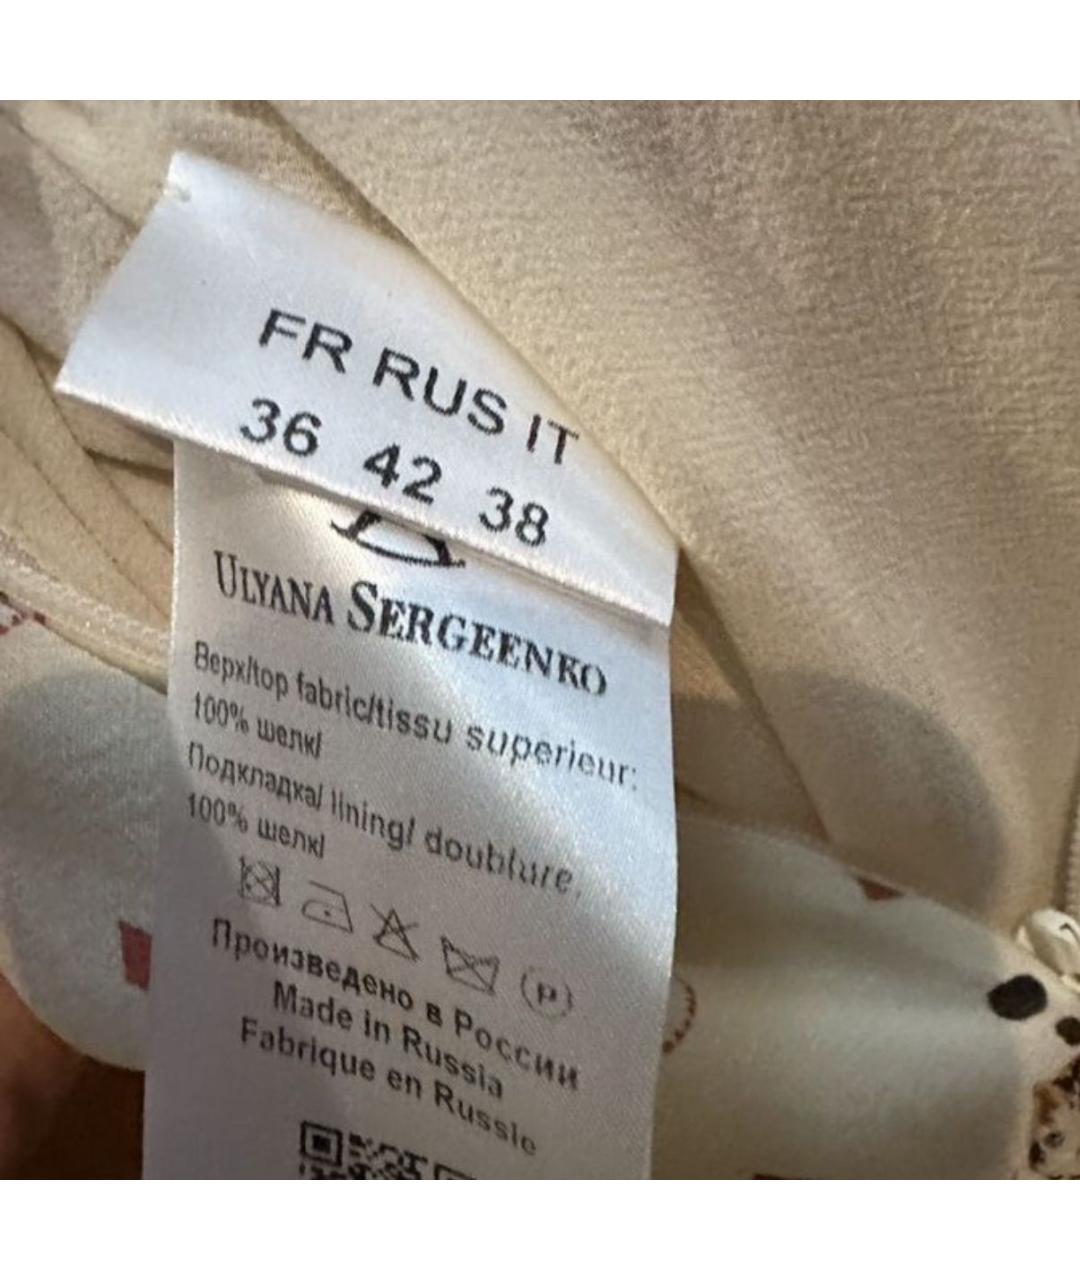 FR RUS IT
36 42 38
ULYANA SERGEENKO
Верх/top fabric/tissu superieur:
100% шелк/
Подкладка/ lining/ doublure,
100% шелк/
P
Произведено в России
Made in Russia
Fabrique en Russie